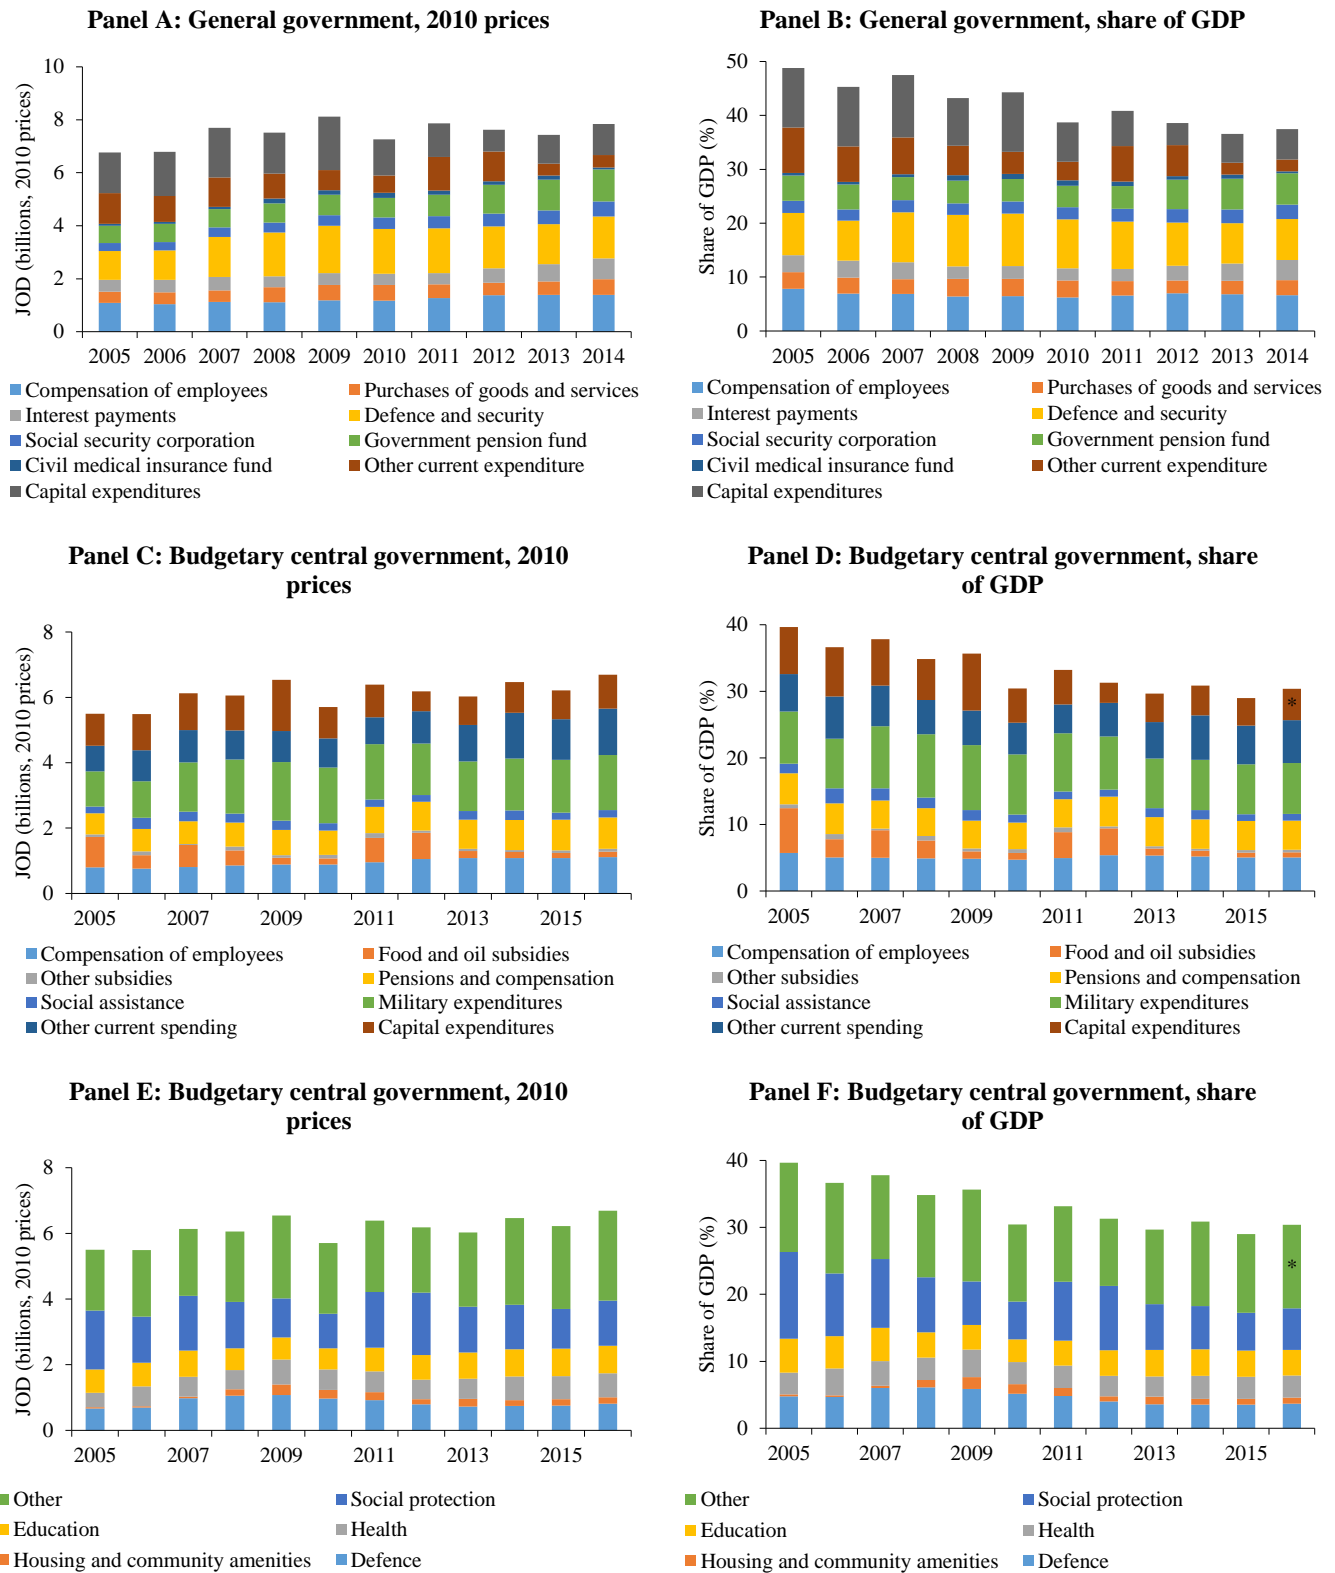 Panel A: General government, 2010 prices
JOD (billions, 2010 prices)
10
8
6
4
2
0
2005 2006 2007 2008 2009 2010 2011 2012 2013 2014
Compensation of employees Purchases of goods and services
Interest payments Defence and security
Social security corporation Government pension fund
Civil medical insurance fund Other current expenditure
Capital expenditures
Panel B: General government, share of GDP
Share of GDP (%)
50
40
30
20
10
0
2005 2006 2007 2008 2009 2010 2011 2012 2013 2014
Compensation of employees Purchases of goods and services
Interest payments Defence and security
Social security corporation Government pension fund
Civil medical insurance fund Other current expenditure
Capital expenditures
Panel C: Budgetary central government, 2010
prices
JOD (billions, 2010 prices)
8
6
4
2
0
2005 2007 2009 2011 2013 2015
Compensation of employees Food and oil subsidies
Other subsidies Pensions and compensation
Social assistance Military expenditures
Other current spending Capital expenditures
Panel D: Budgetary central government, share
of GDP
Share of GDP (%)
40
30
20
10
0
*
2005 2007 2009 2011 2013 2015
Compensation of employees Food and oil subsidies
Other subsidies Pensions and compensation
Social assistance Military expenditures
Other current spending Capital expenditures
Panel E: Budgetary central government, 2010
prices
JOD (billions, 2010 prices)
8
6
4
2
0
2005 2007 2009 2011 2013 2015
Other Social protection
Education Health
Housing and community amenities Defence
Panel F: Budgetary central government, share
of GDP
Share of GDP (%)
40
30
20
10
0
*
2005 2007 2009 2011 2013 2015
Other Social protection
Education Health
Housing and community amenities Defence